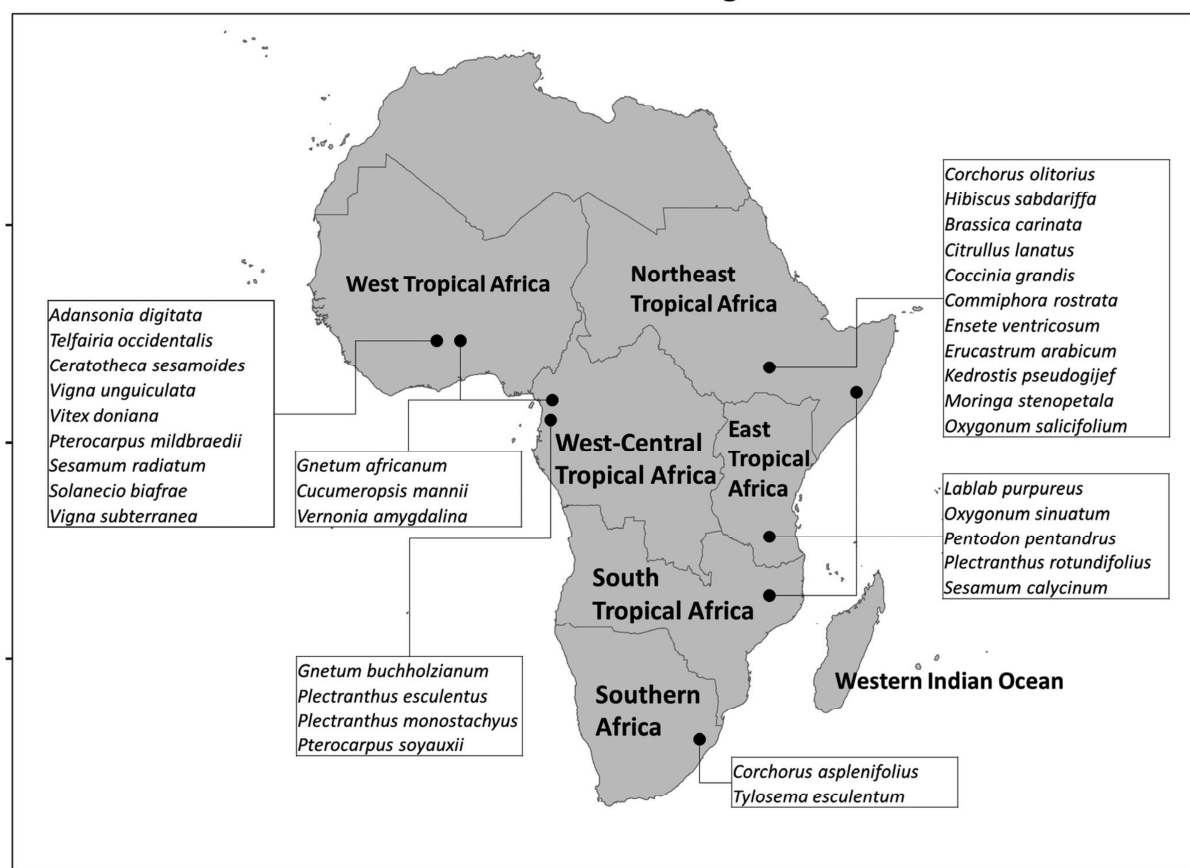 West Tropical Africa
Northeast
Tropical Africa
West-Central
Tropical Africa
East
Tropical
Africa
South
Tropical Africa
Southern
Africa
Western Indian Ocean
Adansonia digitata
Telfairia occidentalis
Ceratotheca sesamoides
Vigna unguiculata
Vitex doniana
Pterocarpus mildbraedii
Sesamum radiatum
Solanecio biafrae
Vigna subterranea
Gnetum africanum
Cucumeropsis mannii
Vernonia amygdalina
Gnetum buchholzianum
Plectranthus esculentus
Plectranthus monostachyus
Pterocarpus soyauxii
Corchorus olitorius
Hibiscus sabdariffa
Brassica carinata
Citrullus lanatus
Coccinia grandis
Commiphora rostrata
Ensete ventricosum
Erucastrum arabicum
Kedrostis pseudogijef
Moringa stenopetala
Oxygonum salicifolium
Lablab purpureus
Oxygonum sinuatum
Pentodon pentandrus
Plectranthus rotundifolius
Sesamum calycinum
Corchorus asplenifolius
Tylosema esculentum